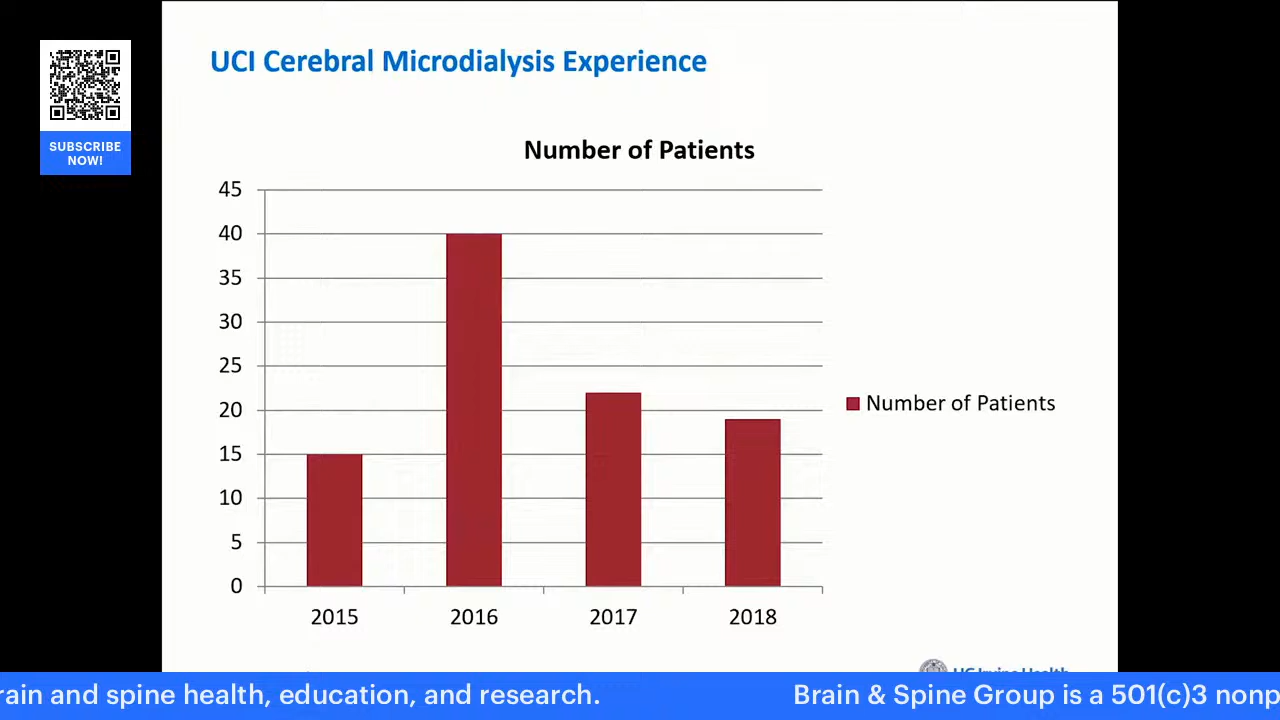 UCI Cerebral Microdialysis Experience
SUBSCRIBE
NOW!
Number of Patients
45
40
35
30
25
20
15
10
5
0
2015 2016 2017 2018
Number of Patients
UC Irvine Health
and spine health, education, and research. Brain & Spine Group is a 501(c)3